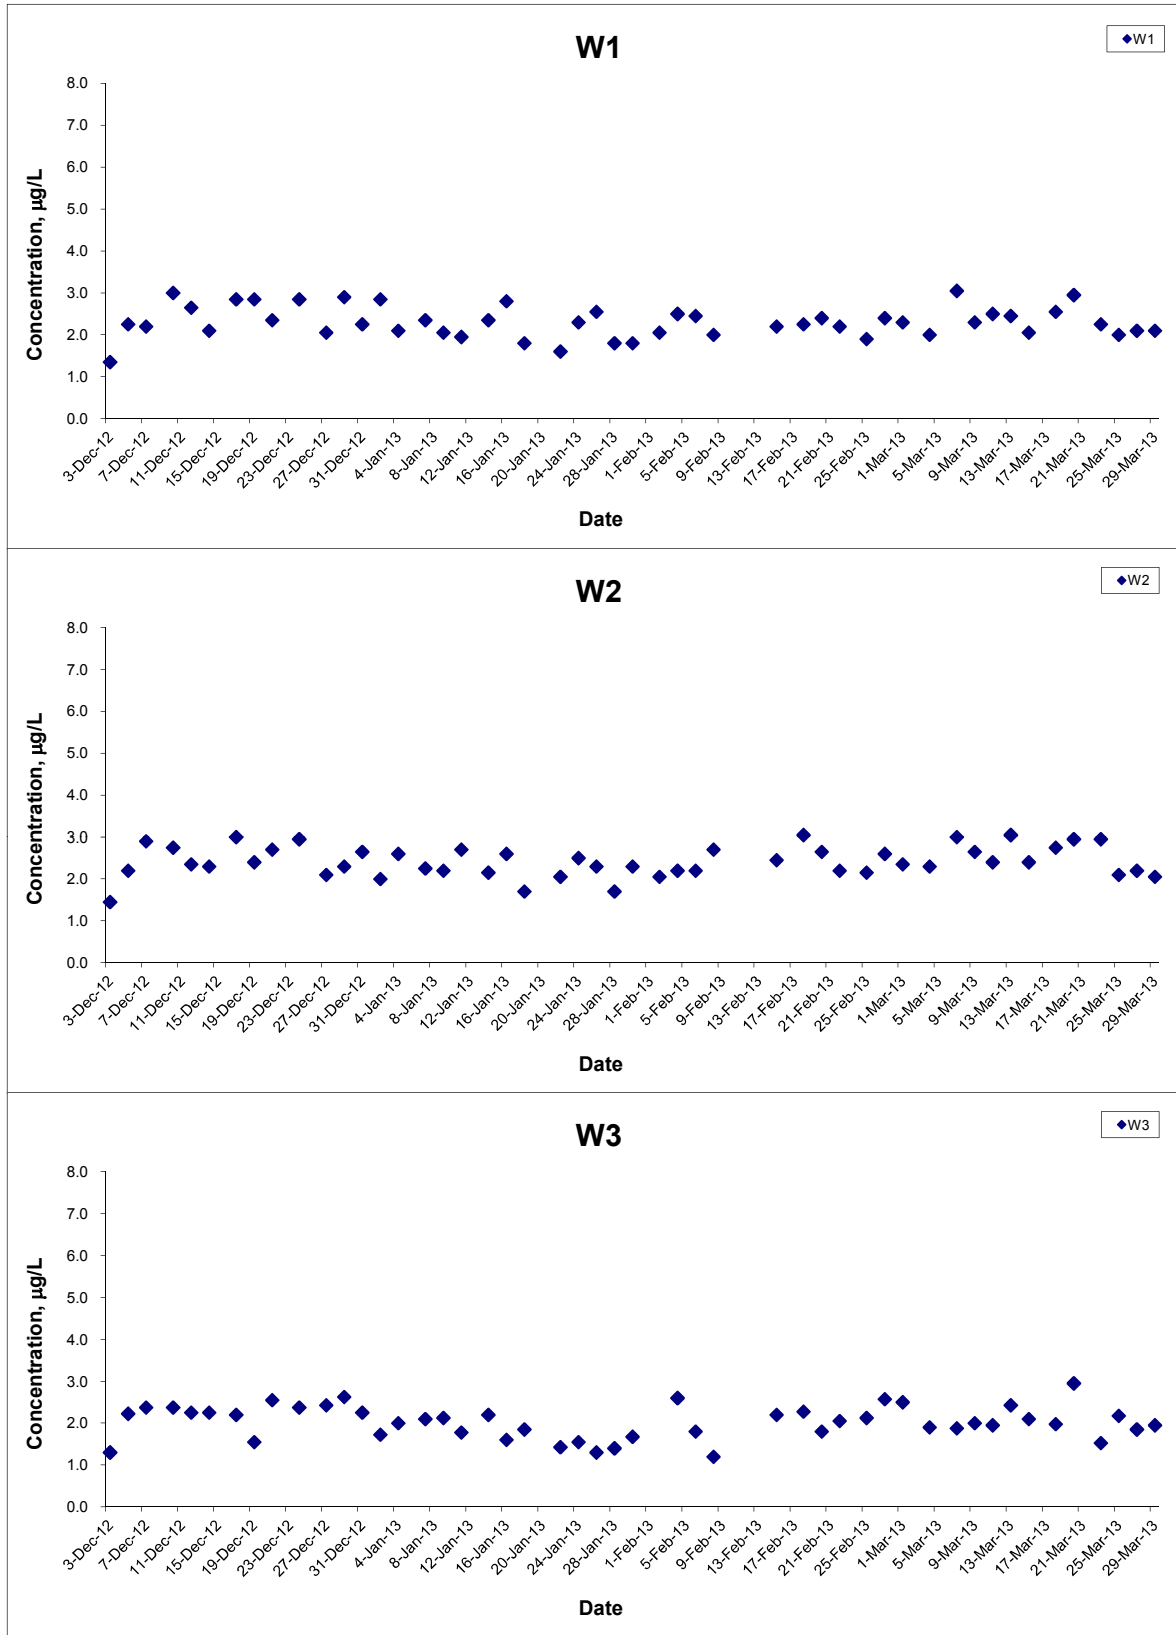 W1
W1
8.0
7.0
6.0
5.0
4.0
3.0
2.0
1.0
0.0
Concentration, µg/L
3-Dec-12
7-Dec-12
11-Dec-12
15-Dec-12
19-Dec-12
23-Dec-12
27-Dec-12
31-Dec-12
4-Jan-13
8-Jan-13
12-Jan-13
16-Jan-13
20-Jan-13
24-Jan-13
28-Jan-13
1-Feb-13
5-Feb-13
9-Feb-13
13-Feb-13
17-Feb-13
21-Feb-13
25-Feb-13
1-Mar-13
5-Mar-13
9-Mar-13
13-Mar-13
17-Mar-13
21-Mar-13
25-Mar-13
29-Mar-13
Date
W2
W2
8.0
7.0
6.0
5.0
4.0
3.0
2.0
1.0
0.0
Concentration, µg/L
3-Dec-12
7-Dec-12
11-Dec-12
15-Dec-12
19-Dec-12
23-Dec-12
27-Dec-12
31-Dec-12
4-Jan-13
8-Jan-13
12-Jan-13
16-Jan-13
20-Jan-13
24-Jan-13
28-Jan-13
1-Feb-13
5-Feb-13
9-Feb-13
13-Feb-13
17-Feb-13
21-Feb-13
25-Feb-13
1-Mar-13
5-Mar-13
9-Mar-13
13-Mar-13
17-Mar-13
21-Mar-13
25-Mar-13
29-Mar-13
Date
W3
W3
8.0
7.0
6.0
5.0
4.0
3.0
2.0
1.0
0.0
Concentration, µg/L
3-Dec-12
7-Dec-12
11-Dec-12
15-Dec-12
19-Dec-12
23-Dec-12
27-Dec-12
31-Dec-12
4-Jan-13
8-Jan-13
12-Jan-13
16-Jan-13
20-Jan-13
24-Jan-13
28-Jan-13
1-Feb-13
5-Feb-13
9-Feb-13
13-Feb-13
17-Feb-13
21-Feb-13
25-Feb-13
1-Mar-13
5-Mar-13
9-Mar-13
13-Mar-13
17-Mar-13
21-Mar-13
25-Mar-13
29-Mar-13
Date